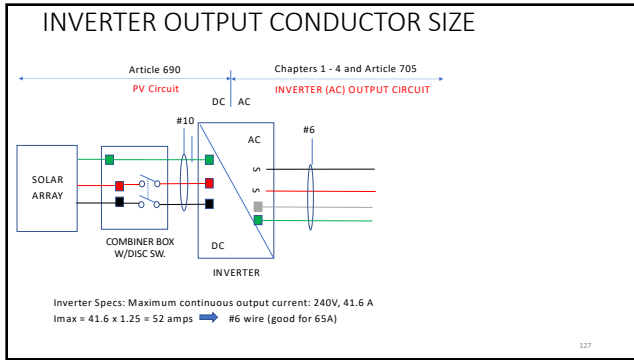 INVERTER OUTPUT CONDUCTOR SIZE
Article 690
Chapters 1 - 4 and Article 705
PV Circuit
INVERTER (AC) OUTPUT CIRCUIT
DC
AC
#10
#6
AC
SOLAR
ARRAY
S
S
DC
COMBINER BOX
W/DISC SW.
INVERTER
Inverter Specs: Maximum continuous output current: 240V, 41.6 A
Imax = 41.6 x 1.25 = 52 amps #6 wire (good for 65A)
127